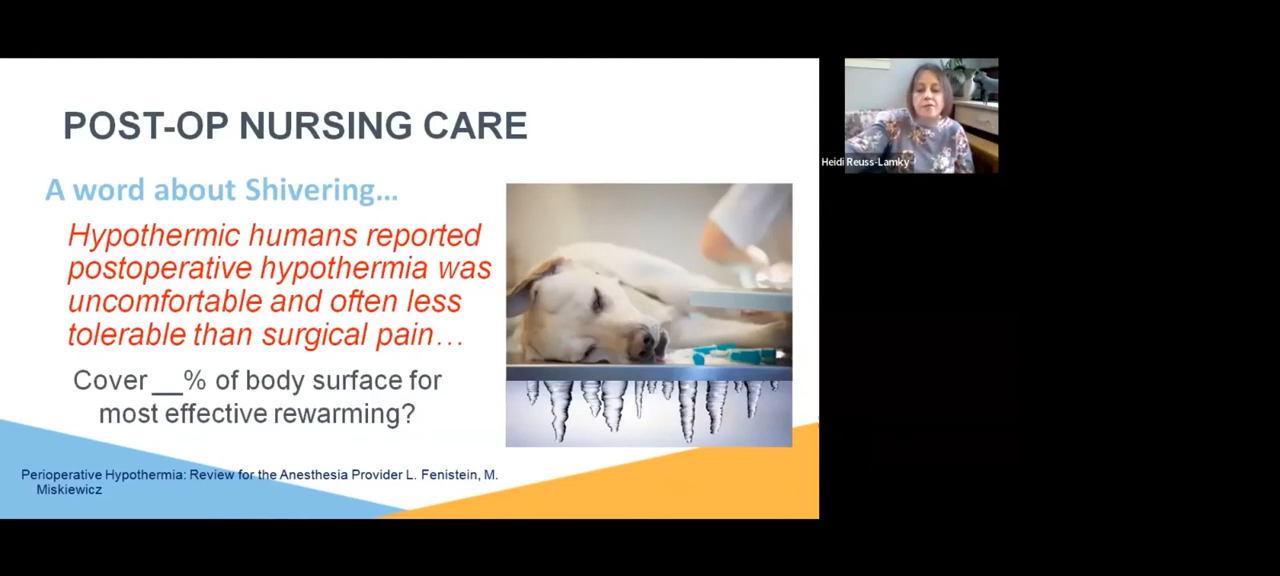 POST-OP NURSING CARE
A word about Shivering...
Hypothermic humans reported
postoperative hypothermia was
uncomfortable and often less
tolerable than surgical pain…
Cover __% of body surface for
most effective rewarming?
Perioperative Hypothermia: Review for the Anesthesia Provider L. Fenistein, M.
Miskiewicz
Heidi Reuss-Lamky